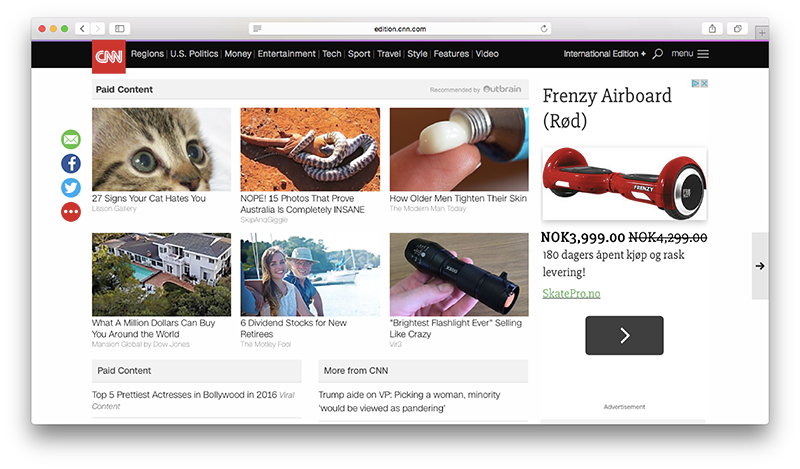 edition.cnn.com
CNN
Regions U.S. Politics Money Entertainment Tech Sport Travel Style Features Video
International Edition +
menu
Paid Content
Recommended by Outbrain
27 Signs Your Cat Hates You
Lisson Gallery
NOPE! 15 Photos That Prove
Australia Is Completely INSANE
SkipAndGiggle
How Older Men Tighten Their Skin
The Modern Man Today
What A Million Dollars Can Buy
You Around the World
Mansion Global by Dow Jones
6 Dividend Stocks for New
Retirees
The Motley Fool
"Brightest Flashlight Ever" Selling
Like Crazy
Vir3
Paid Content
Top 5 Prettiest Actresses in Bollywood in 2016 Viral
Content
More from CNN
Trump aide on VP: Picking a woman, minority
'would be viewed as pandering'
Frenzy Airboard
(Rød)
FRENZY
NOK3,999.00 NOK4,299.00
180 dagers åpent kjøp og rask
levering!
SkatePro.no
Advertisement